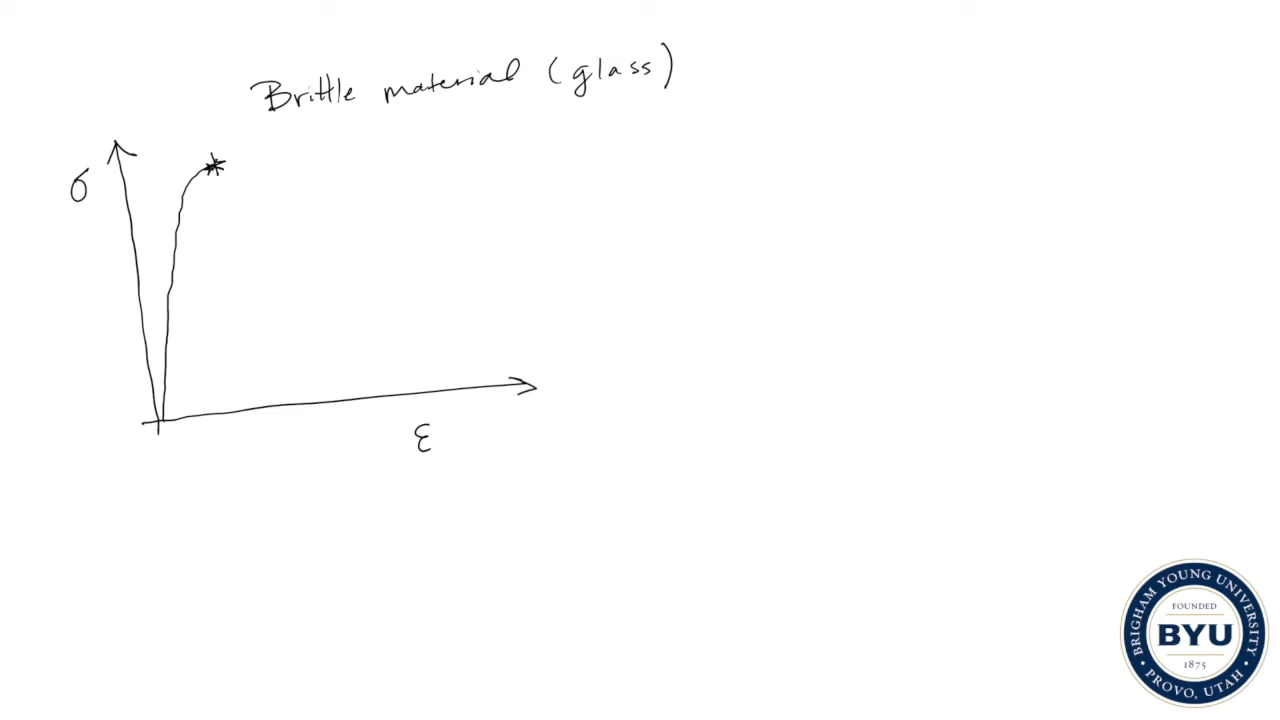 Brittle material (glass)
σ
ε
BRIGHAM YOUNG UNIVERSITY
FOUNDED
BYU
1875
PROVO, UTAH